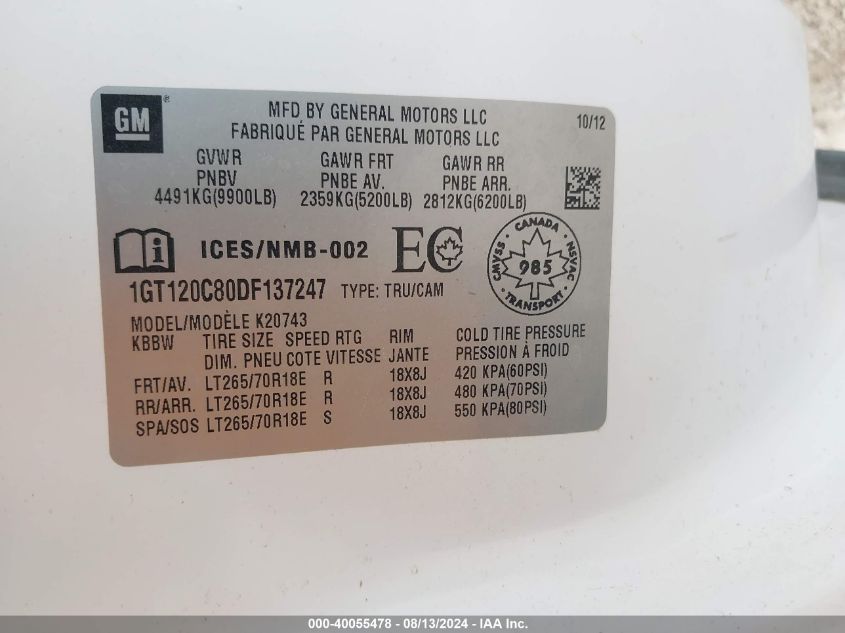 GM
MFD BY GENERAL MOTORS LLC
10/12
FABRIQUÉ PAR GENERAL MOTORS LLC
GVWR GAWR FRT GAWR RR
PNBV PNBE AV. PNBE ARR.
4491KG(9900LB) 2359KG(5200LB) 2812KG(6200LB)
i ICES/NMB-002 EC
CANADA CMVSS NSVAC 985 TRANSPORT
1GT120C80DF137247 TYPE: TRU/CAM
MODEL/MODÈLE K20743
KBBW TIRE SIZE SPEED RTG RIM COLD TIRE PRESSURE
DIM. PNEU COTE VITESSE JANTE PRESSION À FROID
FRT/AV. LT265/70R18E R 18X8J 420 KPA(60PSI)
RR/ARR. LT265/70R18E R 18X8J 480 KPA(70PSI)
SPA/SOS LT265/70R18E S 18X8J 550 KPA(80PSI)
000-40055478 - 08/13/2024 - IAA Inc.